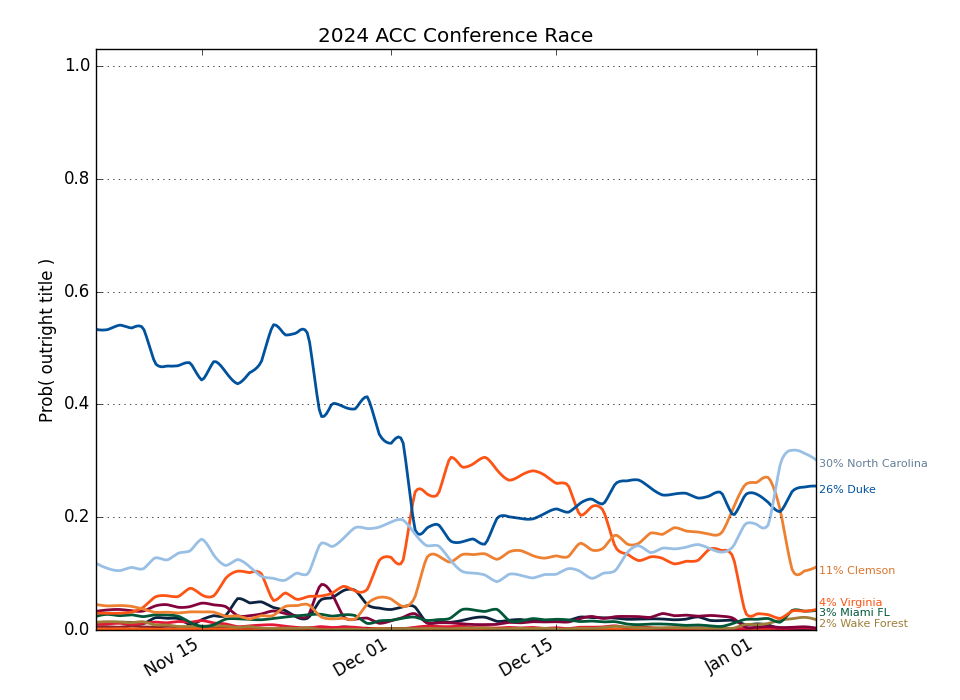 2024 ACC Conference Race
Prob( outright title )
1.0
0.8
0.6
0.4
0.2
0.0
Nov 15
Dec 01
Dec 15
Jan 01
30% North Carolina
26% Duke
11% Clemson
4% Virginia
3% Miami FL
2% Wake Forest